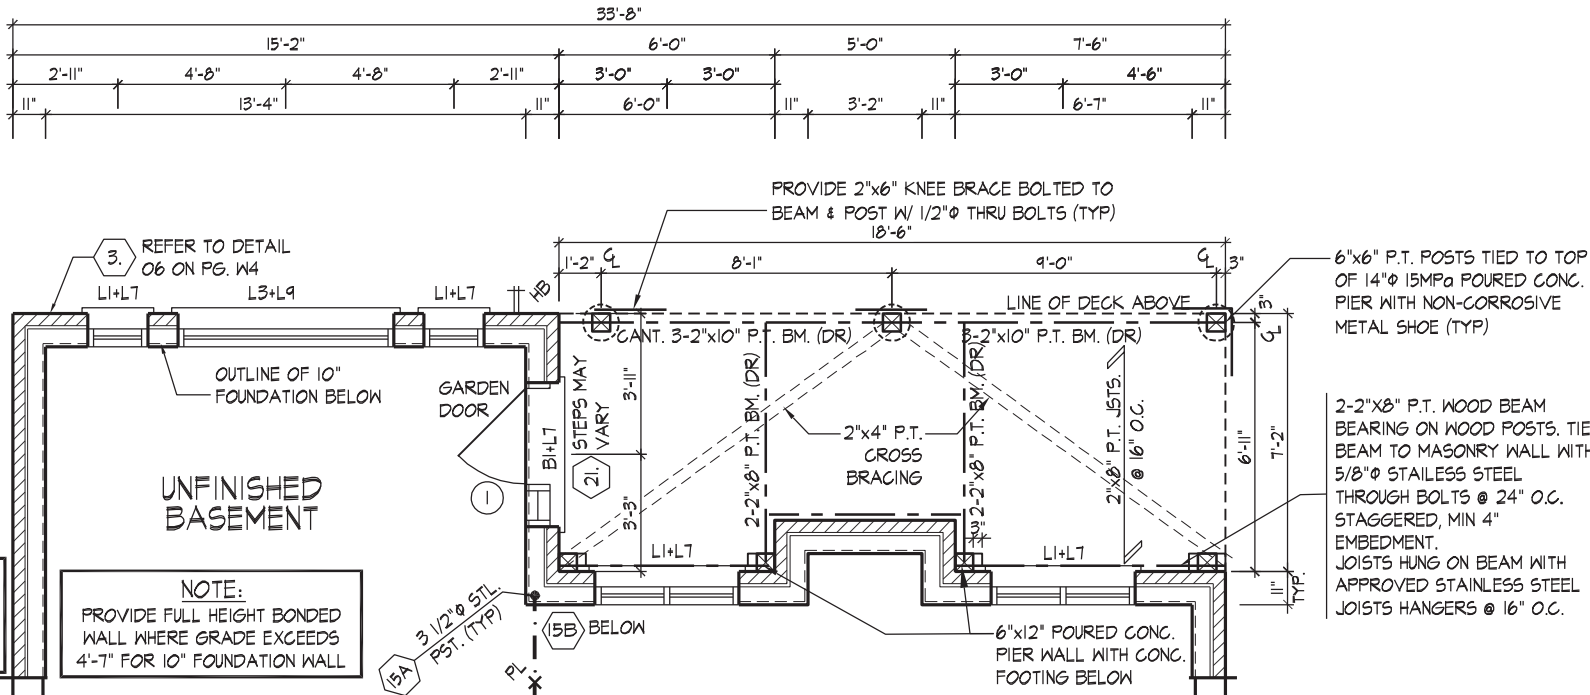 33'-8"
15'-2" 6'-0" 5'-0" 7'-6"
2'-11" 4'-8" 4'-8" 2'-11" 3'-0" 3'-0" 3'-0" 4'-6"
11" 13'-4" 11" 6'-0" 11" 3'-2" 11" 6'-7" 11"
PROVIDE 2"x6" KNEE BRACE BOLTED TO
BEAM & POST W/ 1/2"Φ THRU BOLTS (TYP)
18'-6"
1'-2" CL 8'-1" 9'-0" CL 3"
3.
REFER TO DETAIL
06 ON PG. W4
L1+L7 L3+L9 L1+L7
HB
LINE OF DECK ABOVE
3"
CL
6"x6" P.T. POSTS TIED TO TOP
OF 14"Φ 15MPa POURED CONC.
PIER WITH NON-CORROSIVE
METAL SHOE (TYP)
CANT. 3-2"x10" P.T. BM. (DR)
3-2"x10" P.T. BM. (DR)
OUTLINE OF 10"
FOUNDATION BELOW
GARDEN
DOOR
B1+L7
STEPS MAY
VARY
21.
3'-11"
3'-3"
2-2"x8" P.T. BM. (DR)
2"x4" P.T.
CROSS
BRACING
2-2"x8" P.T. BM. (DR)
2"x8" P.T. JSTS.
@ 16" O.C.
6'-11"
7'-2"
2-2"X8" P.T. WOOD BEAM
BEARING ON WOOD POSTS. TIE
BEAM TO MASONRY WALL WITH
5/8"Φ STAILESS STEEL
THROUGH BOLTS @ 24" O.C.
STAGGERED, MIN 4"
EMBEDMENT.
JOISTS HUNG ON BEAM WITH
APPROVED STAINLESS STEEL
JOISTS HANGERS @ 16" O.C.
UNFINISHED
BASEMENT
1
3"
L1+L7
L1+L7
11"
TYP.
NOTE:
PROVIDE FULL HEIGHT BONDED
WALL WHERE GRADE EXCEEDS
4'-7" FOR 10" FOUNDATION WALL
3 1/2"Φ STL.
PST. (TYP)
15A
15B
BELOW
PL
6"x12" POURED CONC.
PIER WALL WITH CONC.
FOOTING BELOW